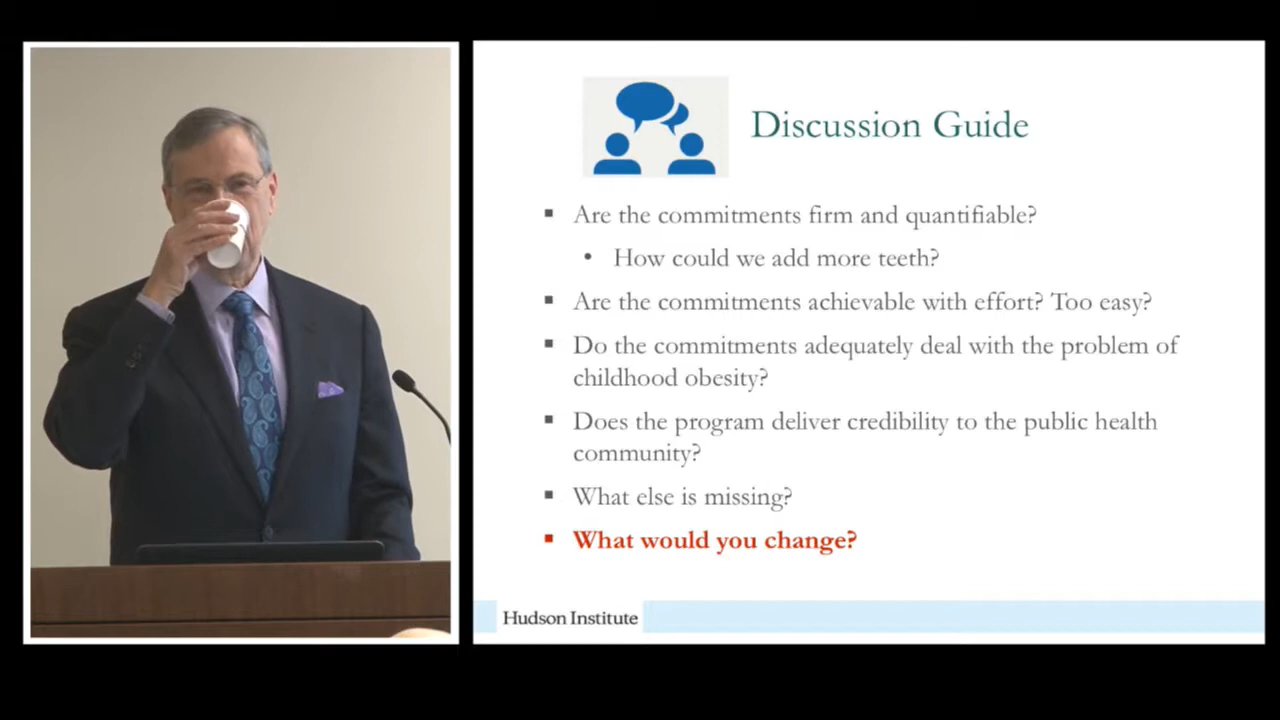 Discussion Guide
Are the commitments firm and quantifiable?
How could we add more teeth?
Are the commitments achievable with effort? Too easy?
Do the commitments adequately deal with the problem of
childhood obesity?
Does the program deliver credibility to the public health
community?
What else is missing?
What would you change?
Hudson Institute